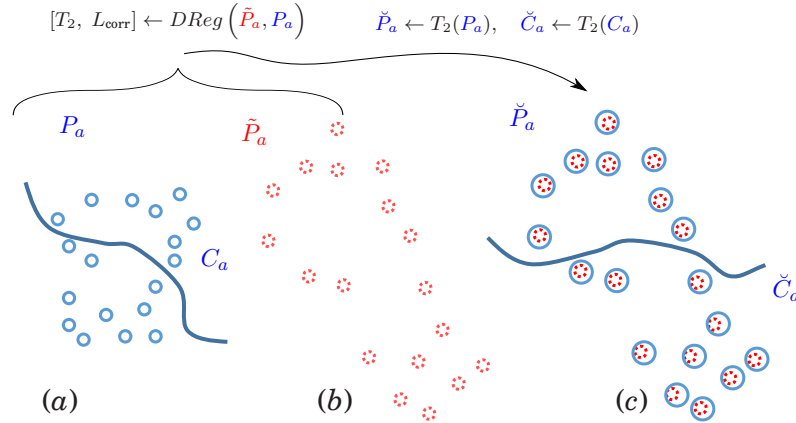 [T₂, L_corr] ← DReg(P̃ₐ, Pₐ)
P̆ₐ ← T₂(Pₐ), C̆ₐ ← T₂(Cₐ)
Pₐ
P̃ₐ
P̆ₐ
Cₐ
C̆ₐ
(a)
(b)
(c)